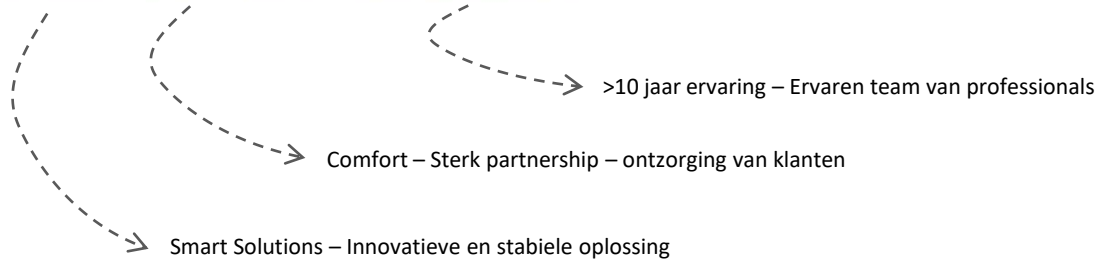 >10 jaar ervaring – Ervaren team van professionals
Comfort – Sterk partnership – ontzorging van klanten
Smart Solutions – Innovatieve en stabiele oplossing